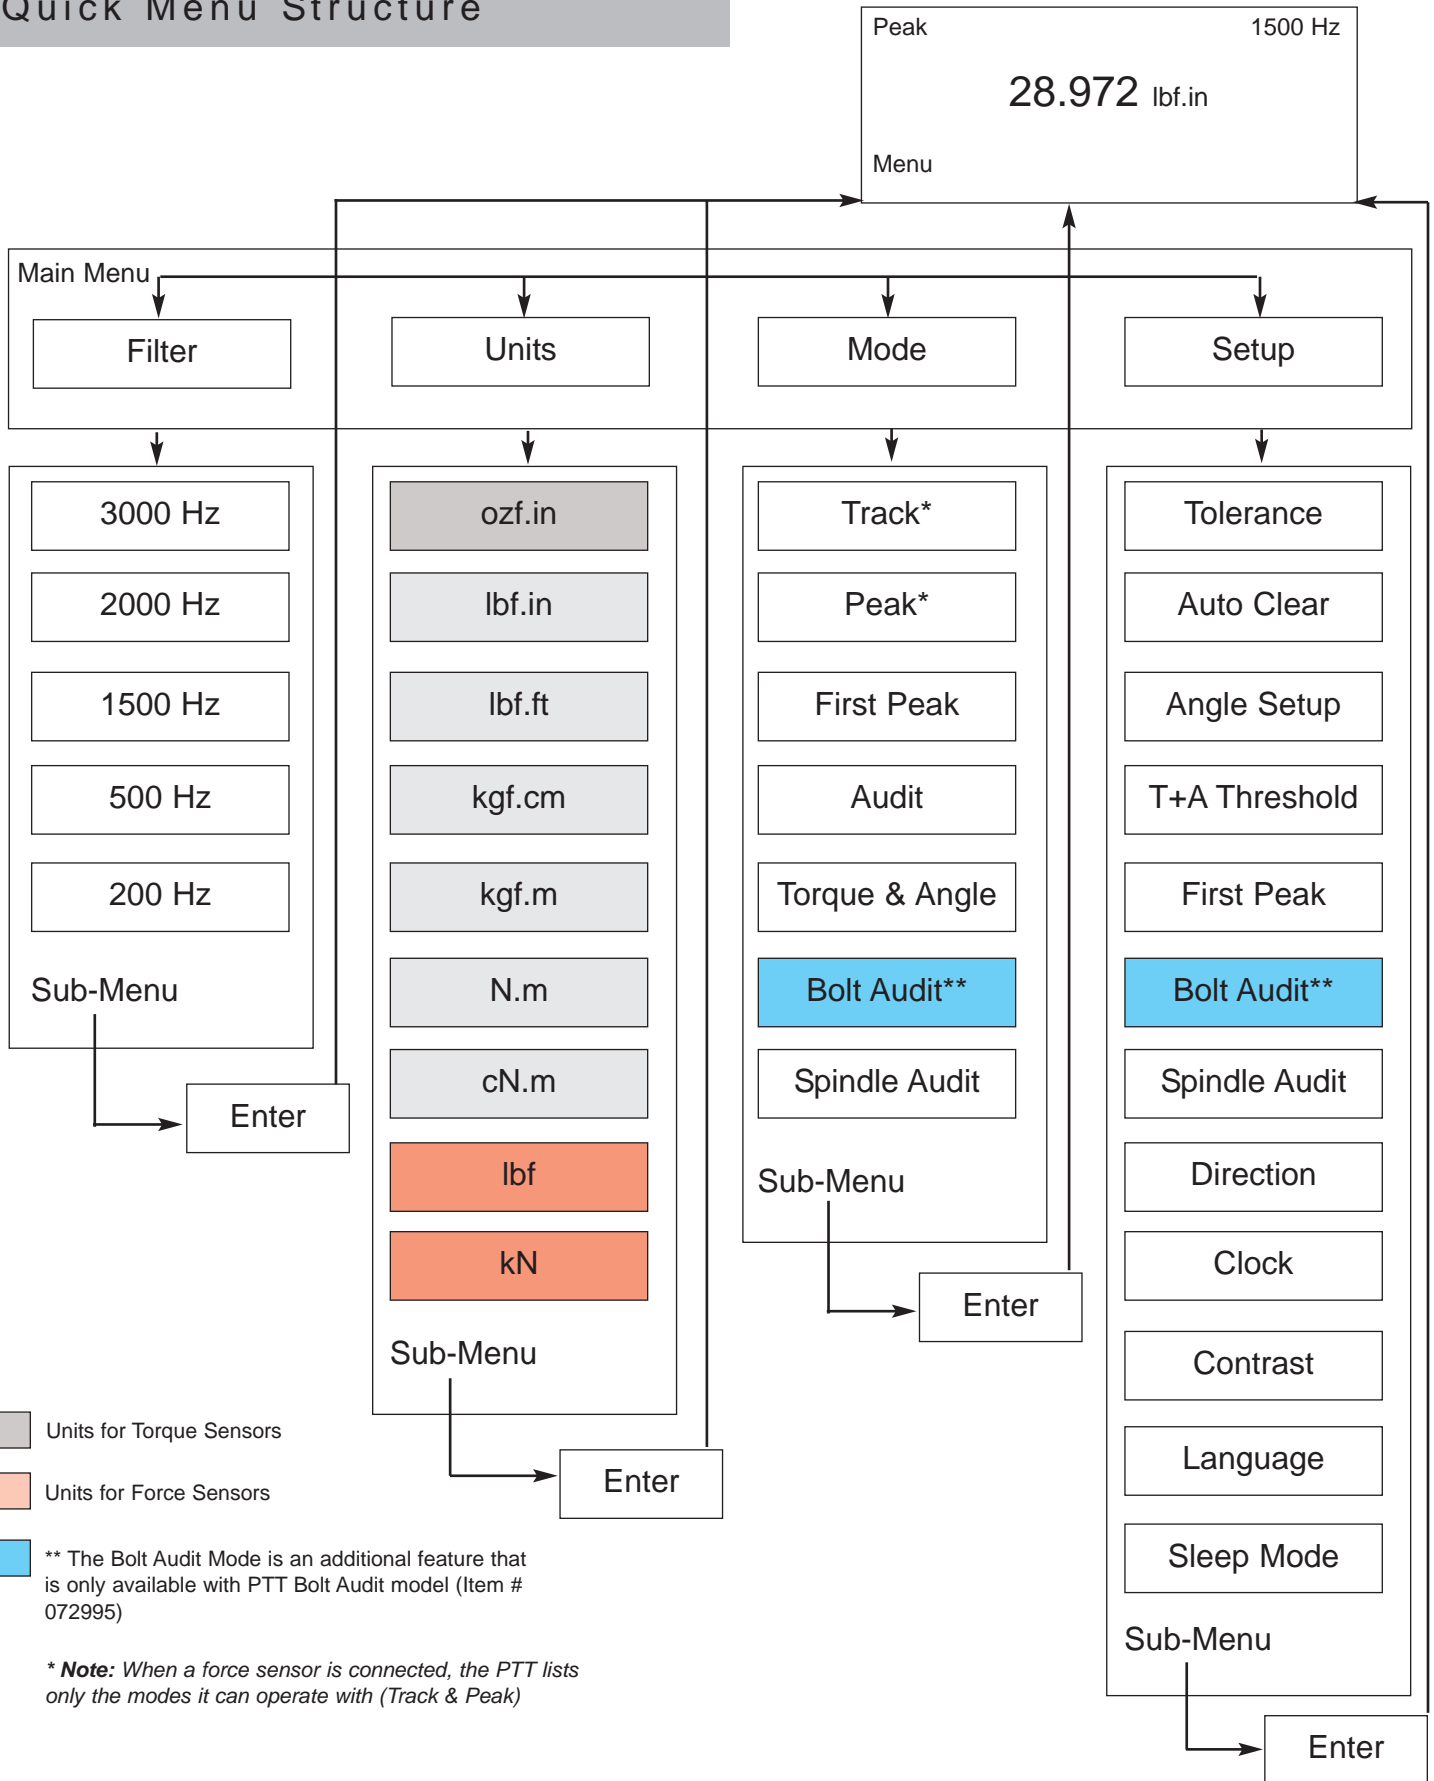 Quick Menu Structure
Peak 1500 Hz
28.972 lbf.in
Menu
Main Menu
Filter
Units
Mode
Setup
3000 Hz
2000 Hz
1500 Hz
500 Hz
200 Hz
Sub-Menu
Enter
ozf.in
lbf.in
lbf.ft
kgf.cm
kgf.m
N.m
cN.m
lbf
kN
Sub-Menu
Enter
Track*
Peak*
First Peak
Audit
Torque & Angle
Bolt Audit**
Spindle Audit
Sub-Menu
Enter
Tolerance
Auto Clear
Angle Setup
T+A Threshold
First Peak
Bolt Audit**
Spindle Audit
Direction
Clock
Contrast
Language
Sleep Mode
Sub-Menu
Enter
Units for Torque Sensors
Units for Force Sensors
** The Bolt Audit Mode is an additional feature that
is only available with PTT Bolt Audit model (Item #
072995)
* Note: When a force sensor is connected, the PTT lists
only the modes it can operate with (Track & Peak)